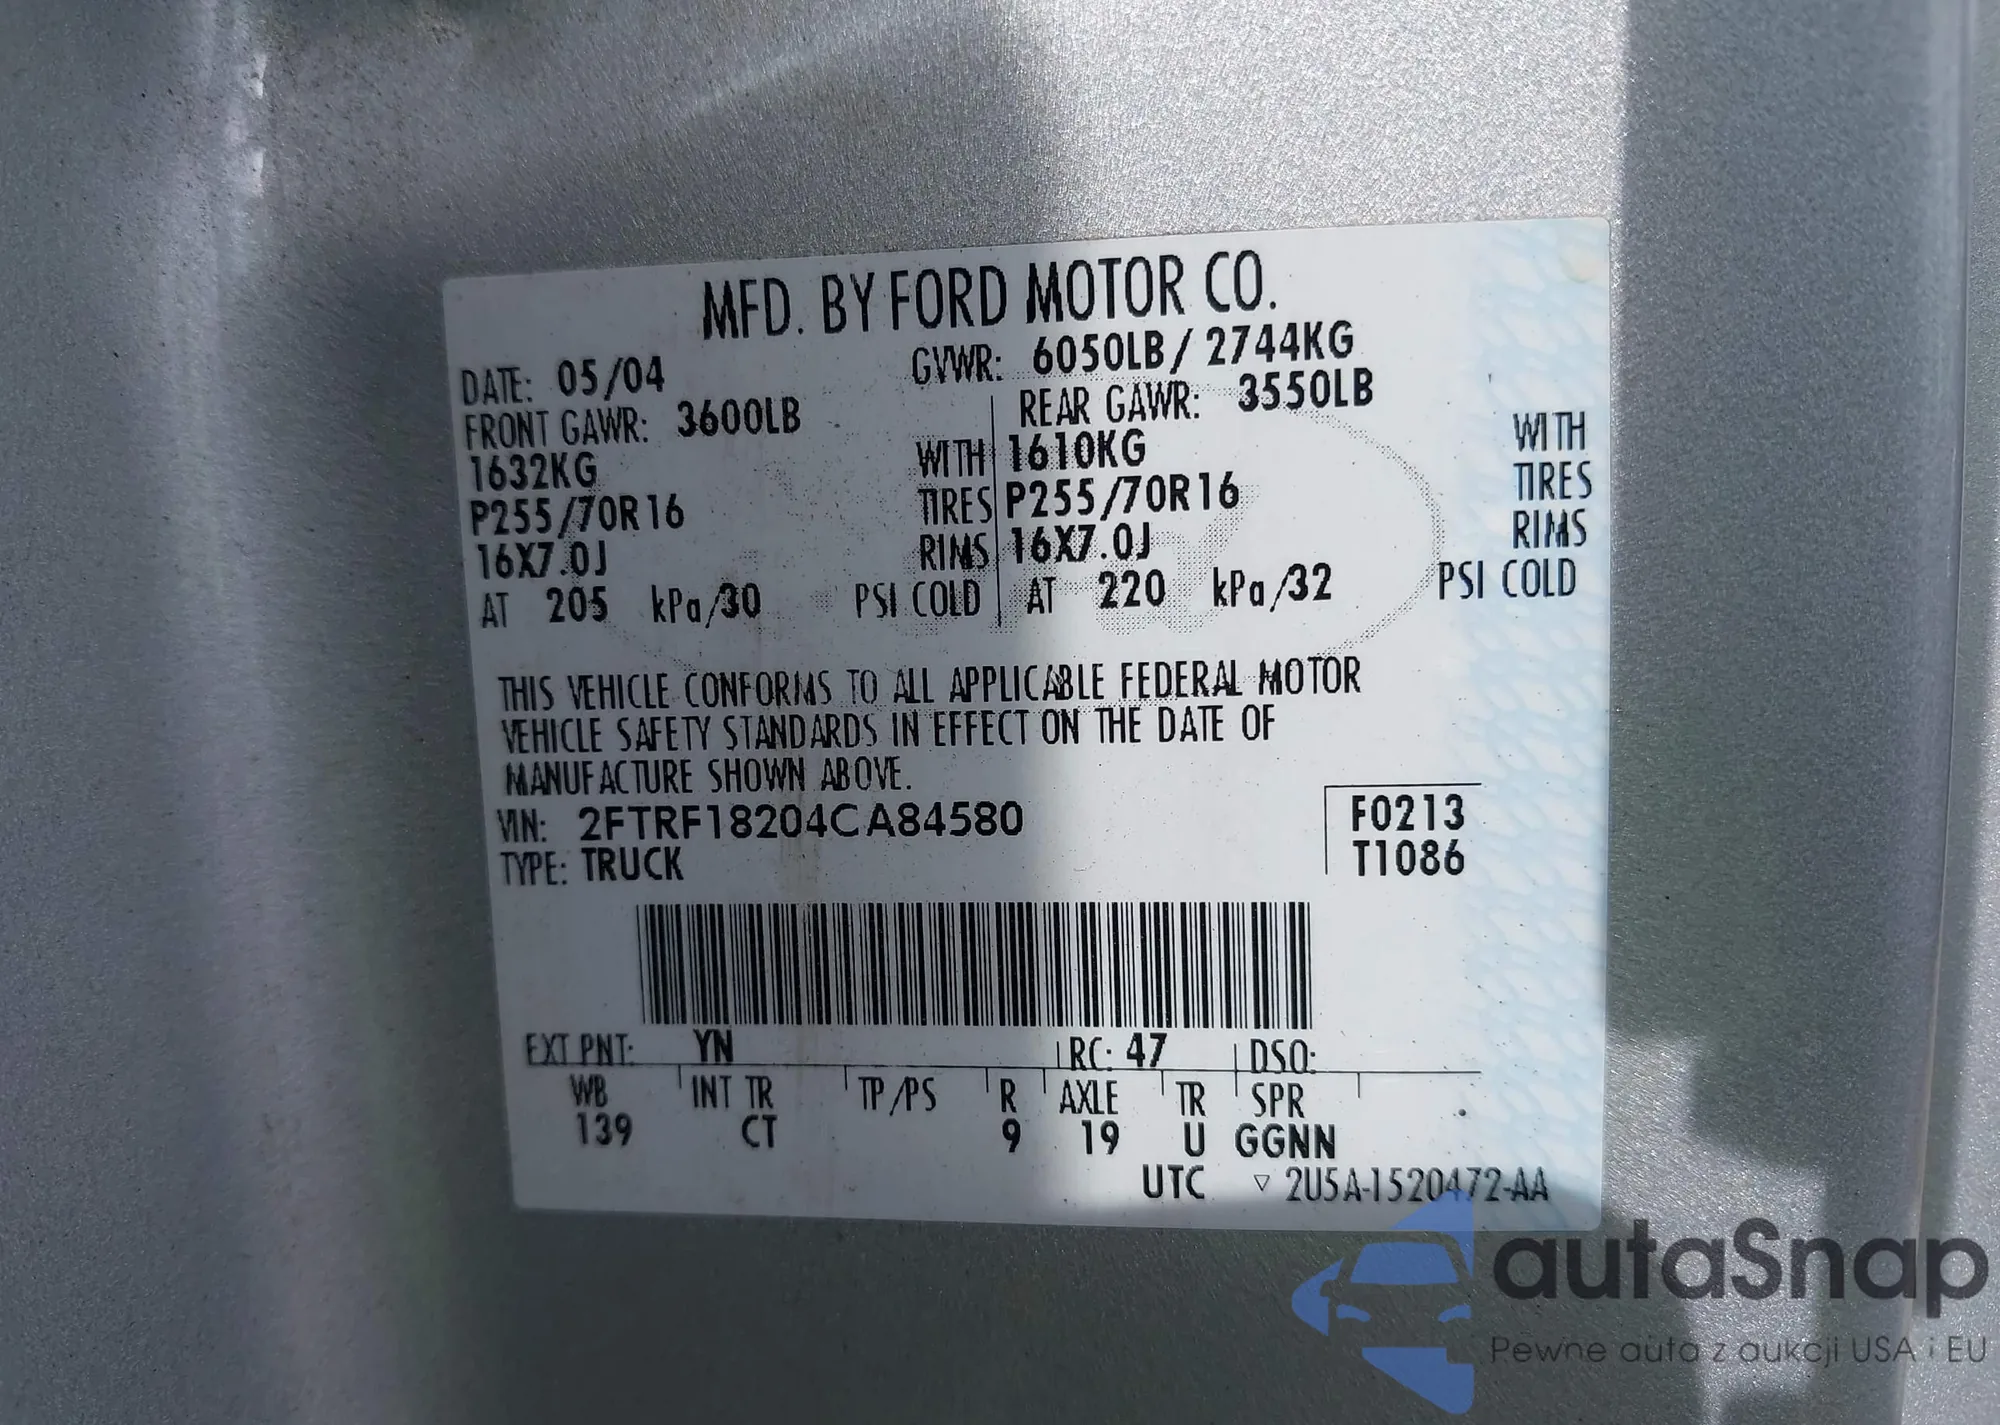 MFD. BY FORD MOTOR CO.
DATE: 05/04 GVWR: 6050LB / 2744KG
FRONT GAWR: 3600LB REAR GAWR: 3550LB
1632KG WITH 1610KG WITH
P255/70R16 TIRES P255/70R16 TIRES
16X7.0J RIMS 16X7.0J RIMS
AT 205 kPa/30 PSI COLD AT 220 kPa/32 PSI COLD
THIS VEHICLE CONFORMS TO ALL APPLICABLE FEDERAL MOTOR
VEHICLE SAFETY STANDARDS IN EFFECT ON THE DATE OF
MANUFACTURE SHOWN ABOVE.
VIN: 2FTRF18204CA84580 F0213
TYPE: TRUCK T1086
EXT PNT: YN RC: 47 DSO:
WB INT TR TP/PS R AXLE TR SPR
139 CT 9 19 U GGNN
UTC ▽ 2U5A-1520472-AA
autaSnap
Pewne auta z aukcji USA i EU